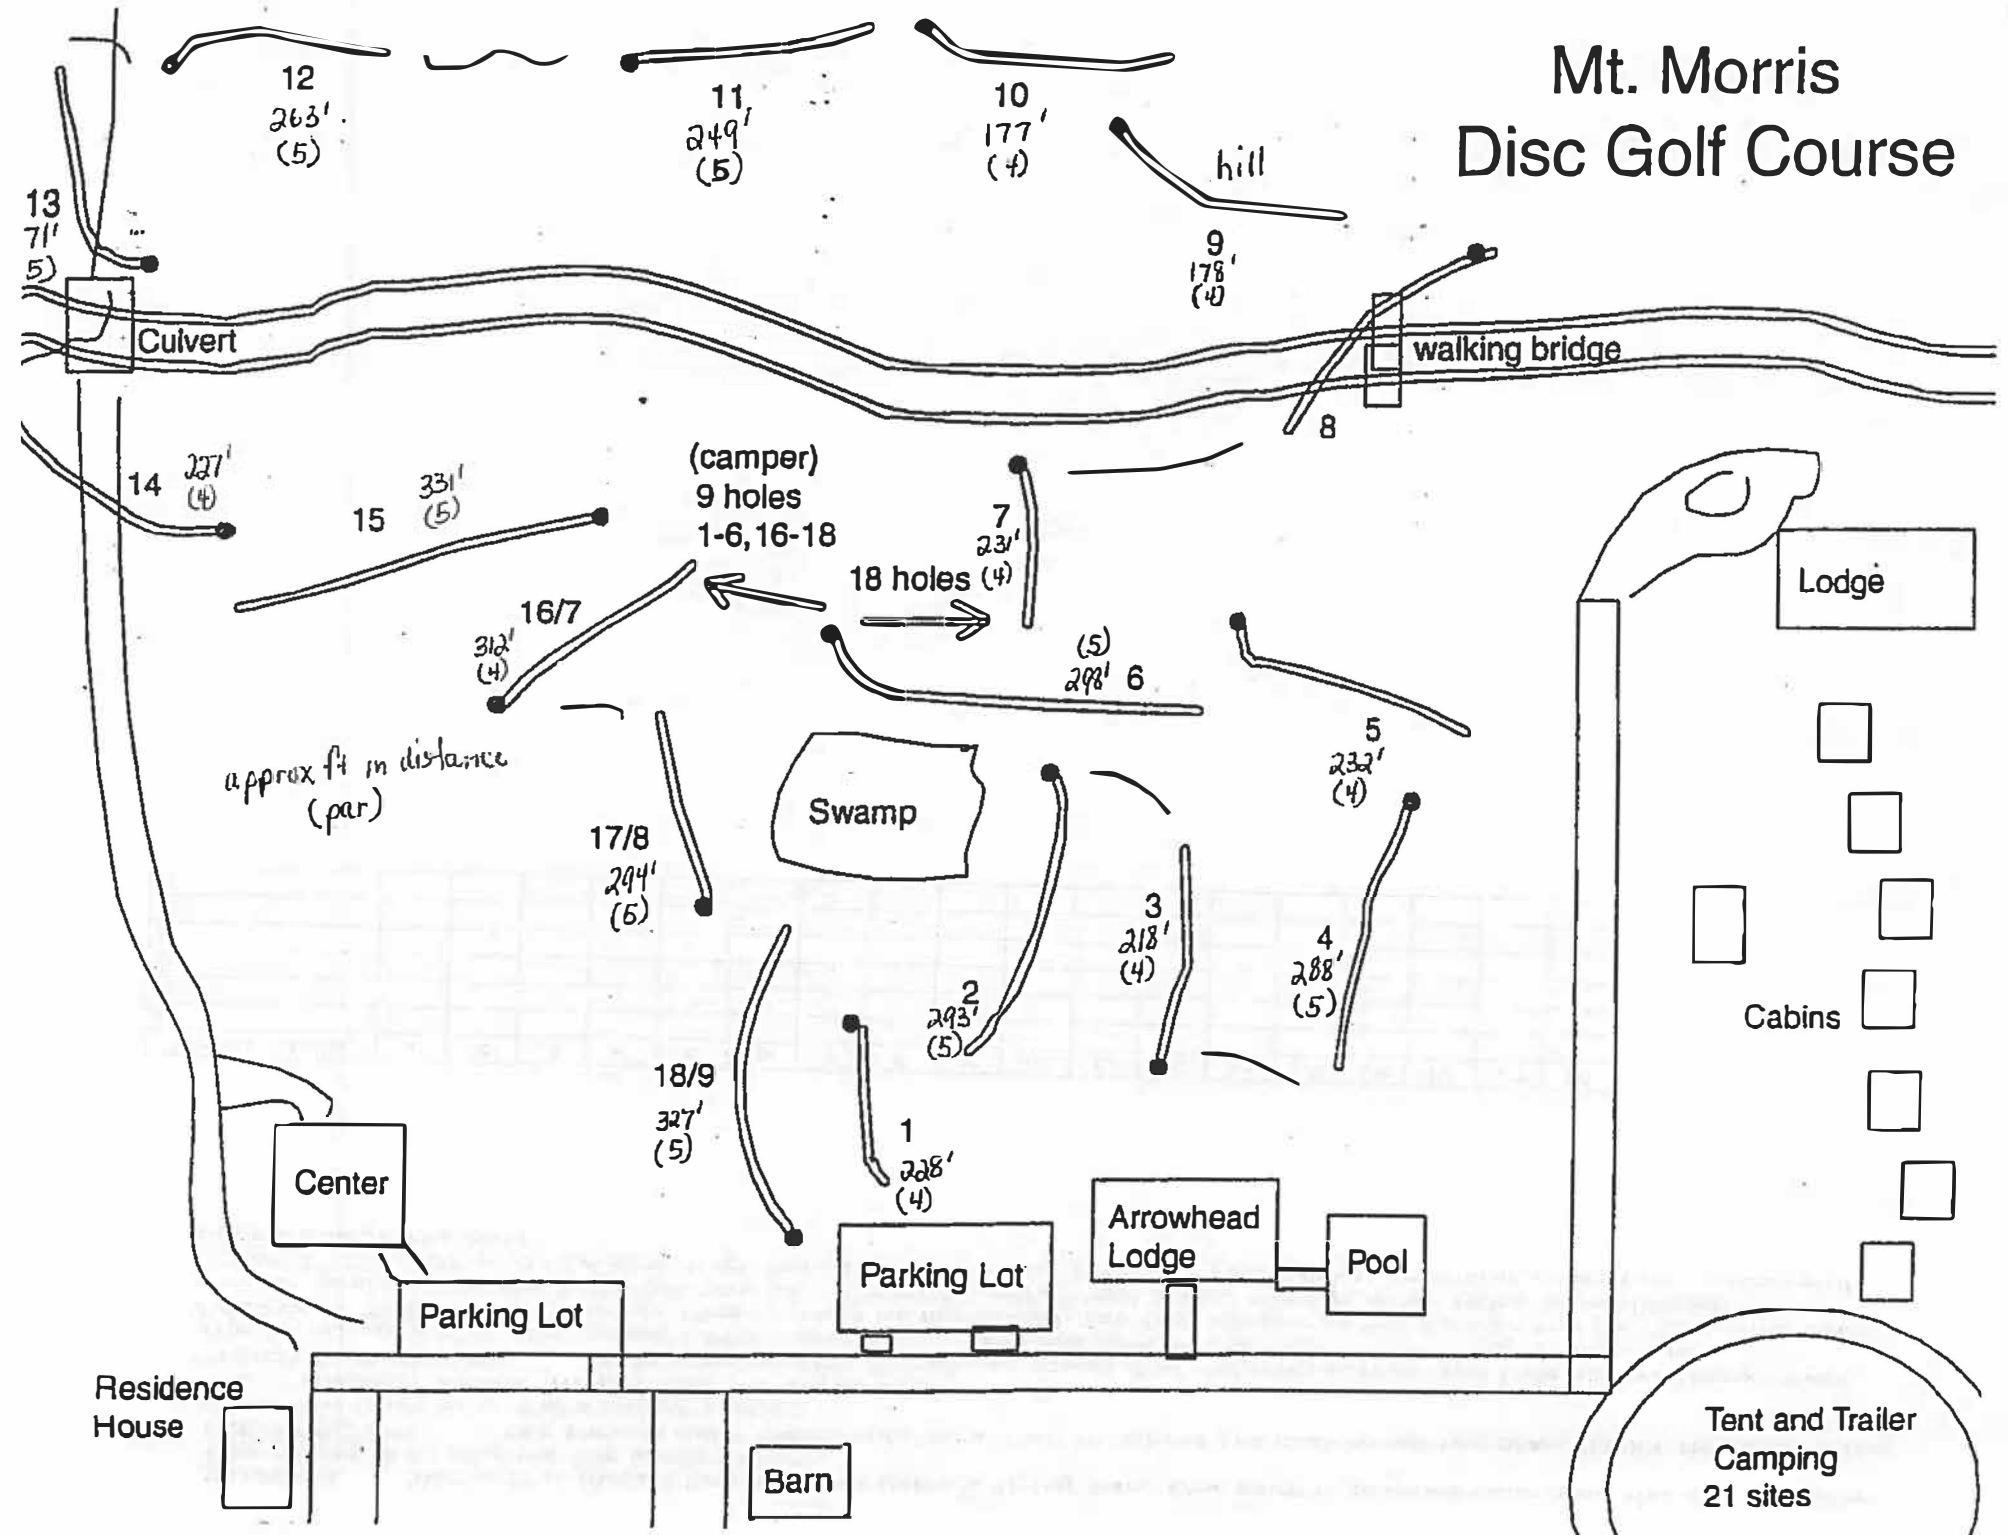 Mt. Morris
Disc Golf Course
12
263'
(5)
11
249'
(5)
10
177'
(4)
hill
9
178'
(4)
13
71'
5)
Culvert
walking bridge
8
14
227'
(4)
15
331'
(5)
(camper)
9 holes
1-6,16-18
18 holes
7
231'
(4)
16/7
312'
(4)
(5)
298' 6
5
232'
(4)
Lodge
approx ft in distance
(par)
Swamp
17/8
294'
(5)
3
218'
(4)
4
288'
(5)
2
293'
(5)
Cabins
18/9
327'
(5)
1
228'
(4)
Center
Arrowhead
Lodge
Pool
Parking Lot
Parking Lot
Residence
House
Barn
Tent and Trailer
Camping
21 sites